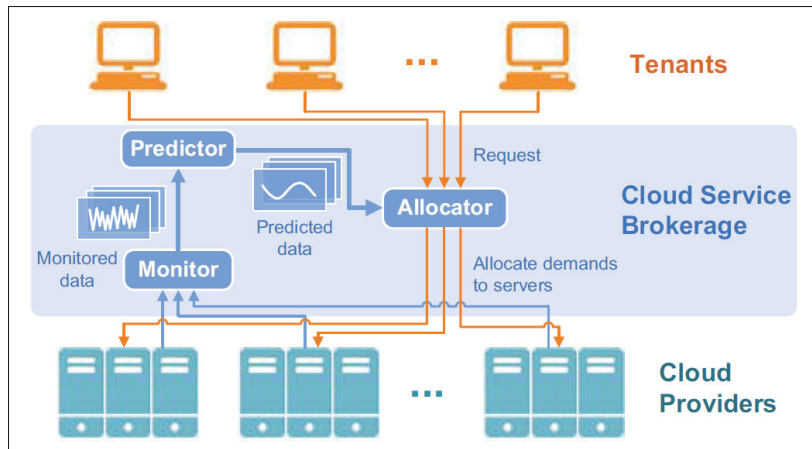 ...
Tenants
Predictor
Request
Predicted
data
Allocator
Cloud Service
Brokerage
Monitored
data
Monitor
Allocate demands
to servers
...
Cloud
Providers